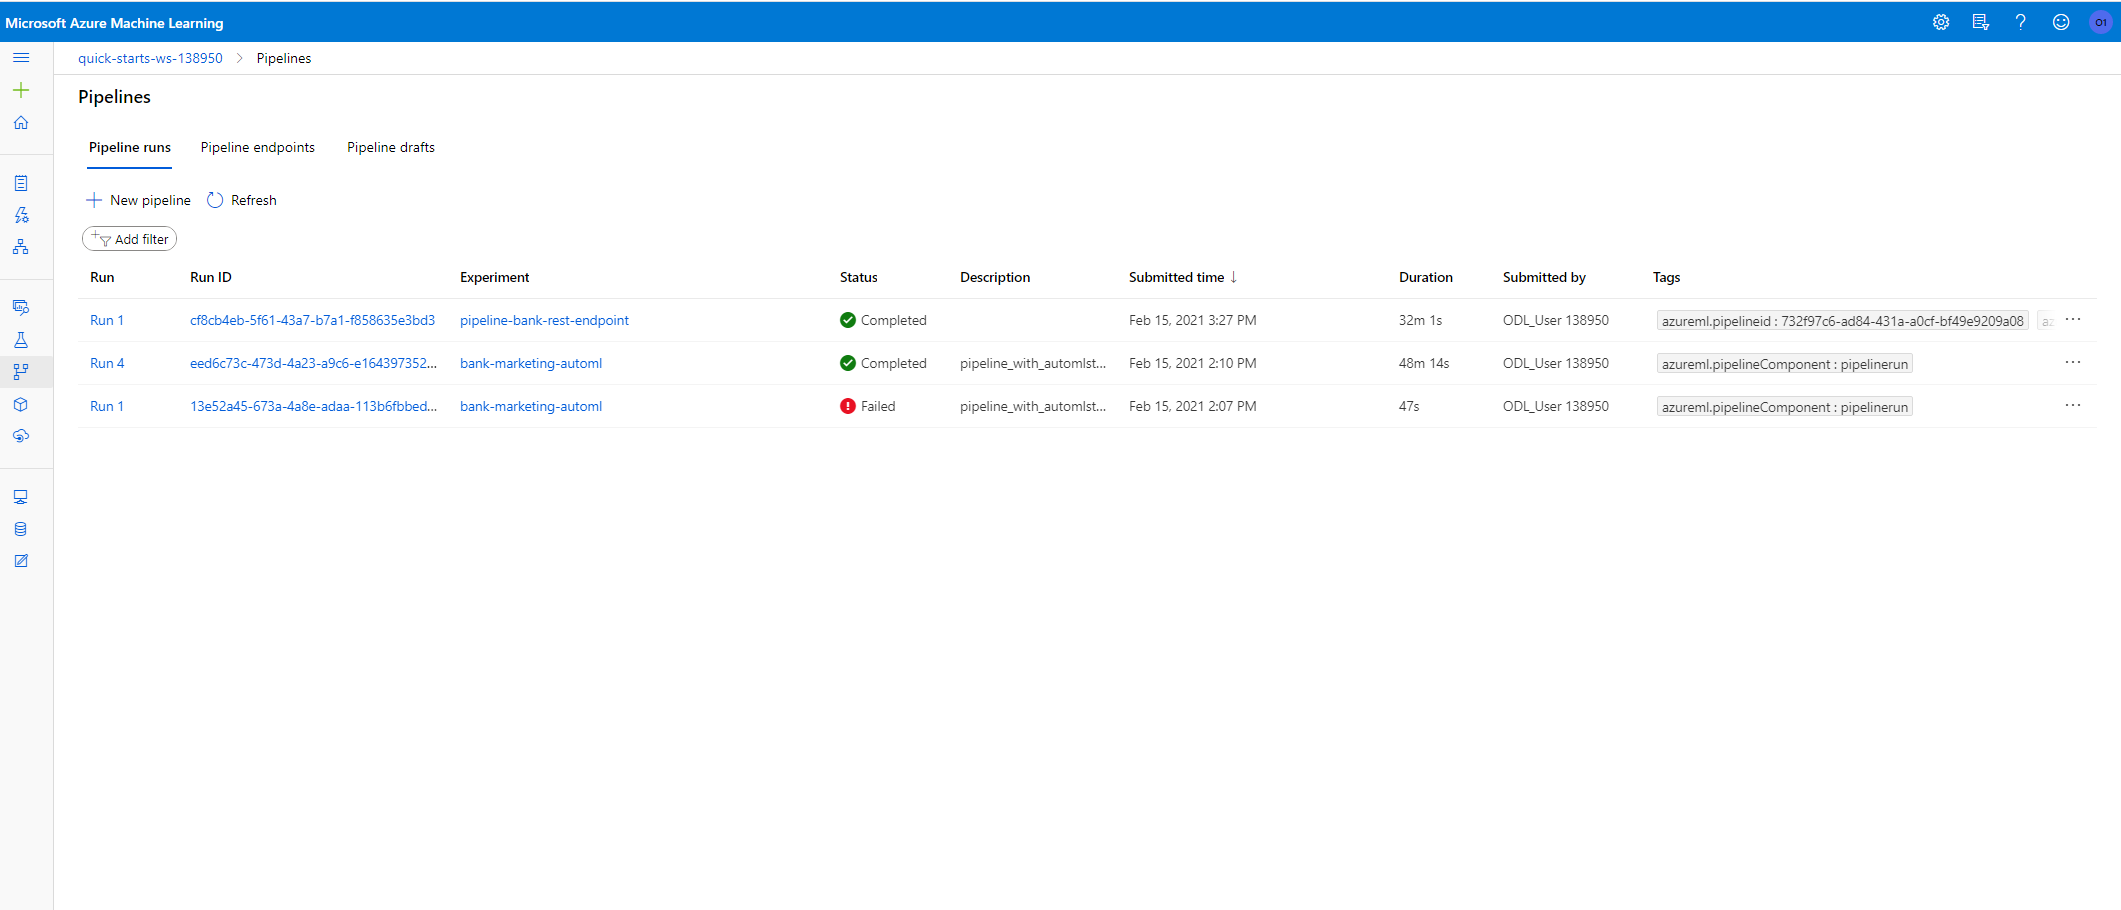 Microsoft Azure Machine Learning
O1
quick-starts-ws-138950 > Pipelines
Pipelines
Pipeline runs Pipeline endpoints Pipeline drafts
New pipeline Refresh
Add filter
Run Run ID Experiment Status Description Submitted time ↓ Duration Submitted by Tags
Run 1 cf8cb4eb-5f61-43a7-b7a1-f858635e3bd3 pipeline-bank-rest-endpoint Completed Feb 15, 2021 3:27 PM 32m 1s ODL_User 138950 azureml.pipelineid : 732f97c6-ad84-431a-a0cf-bf49e9209a08 az ...
Run 4 eed6c73c-473d-4a23-a9c6-e164397352... bank-marketing-automl Completed pipeline_with_automlst... Feb 15, 2021 2:10 PM 48m 14s ODL_User 138950 azureml.pipelineComponent : pipelinerun ...
Run 1 13e52a45-673a-4a8e-adaa-113b6fbbed... bank-marketing-automl Failed pipeline_with_automlst... Feb 15, 2021 2:07 PM 47s ODL_User 138950 azureml.pipelineComponent : pipelinerun ...